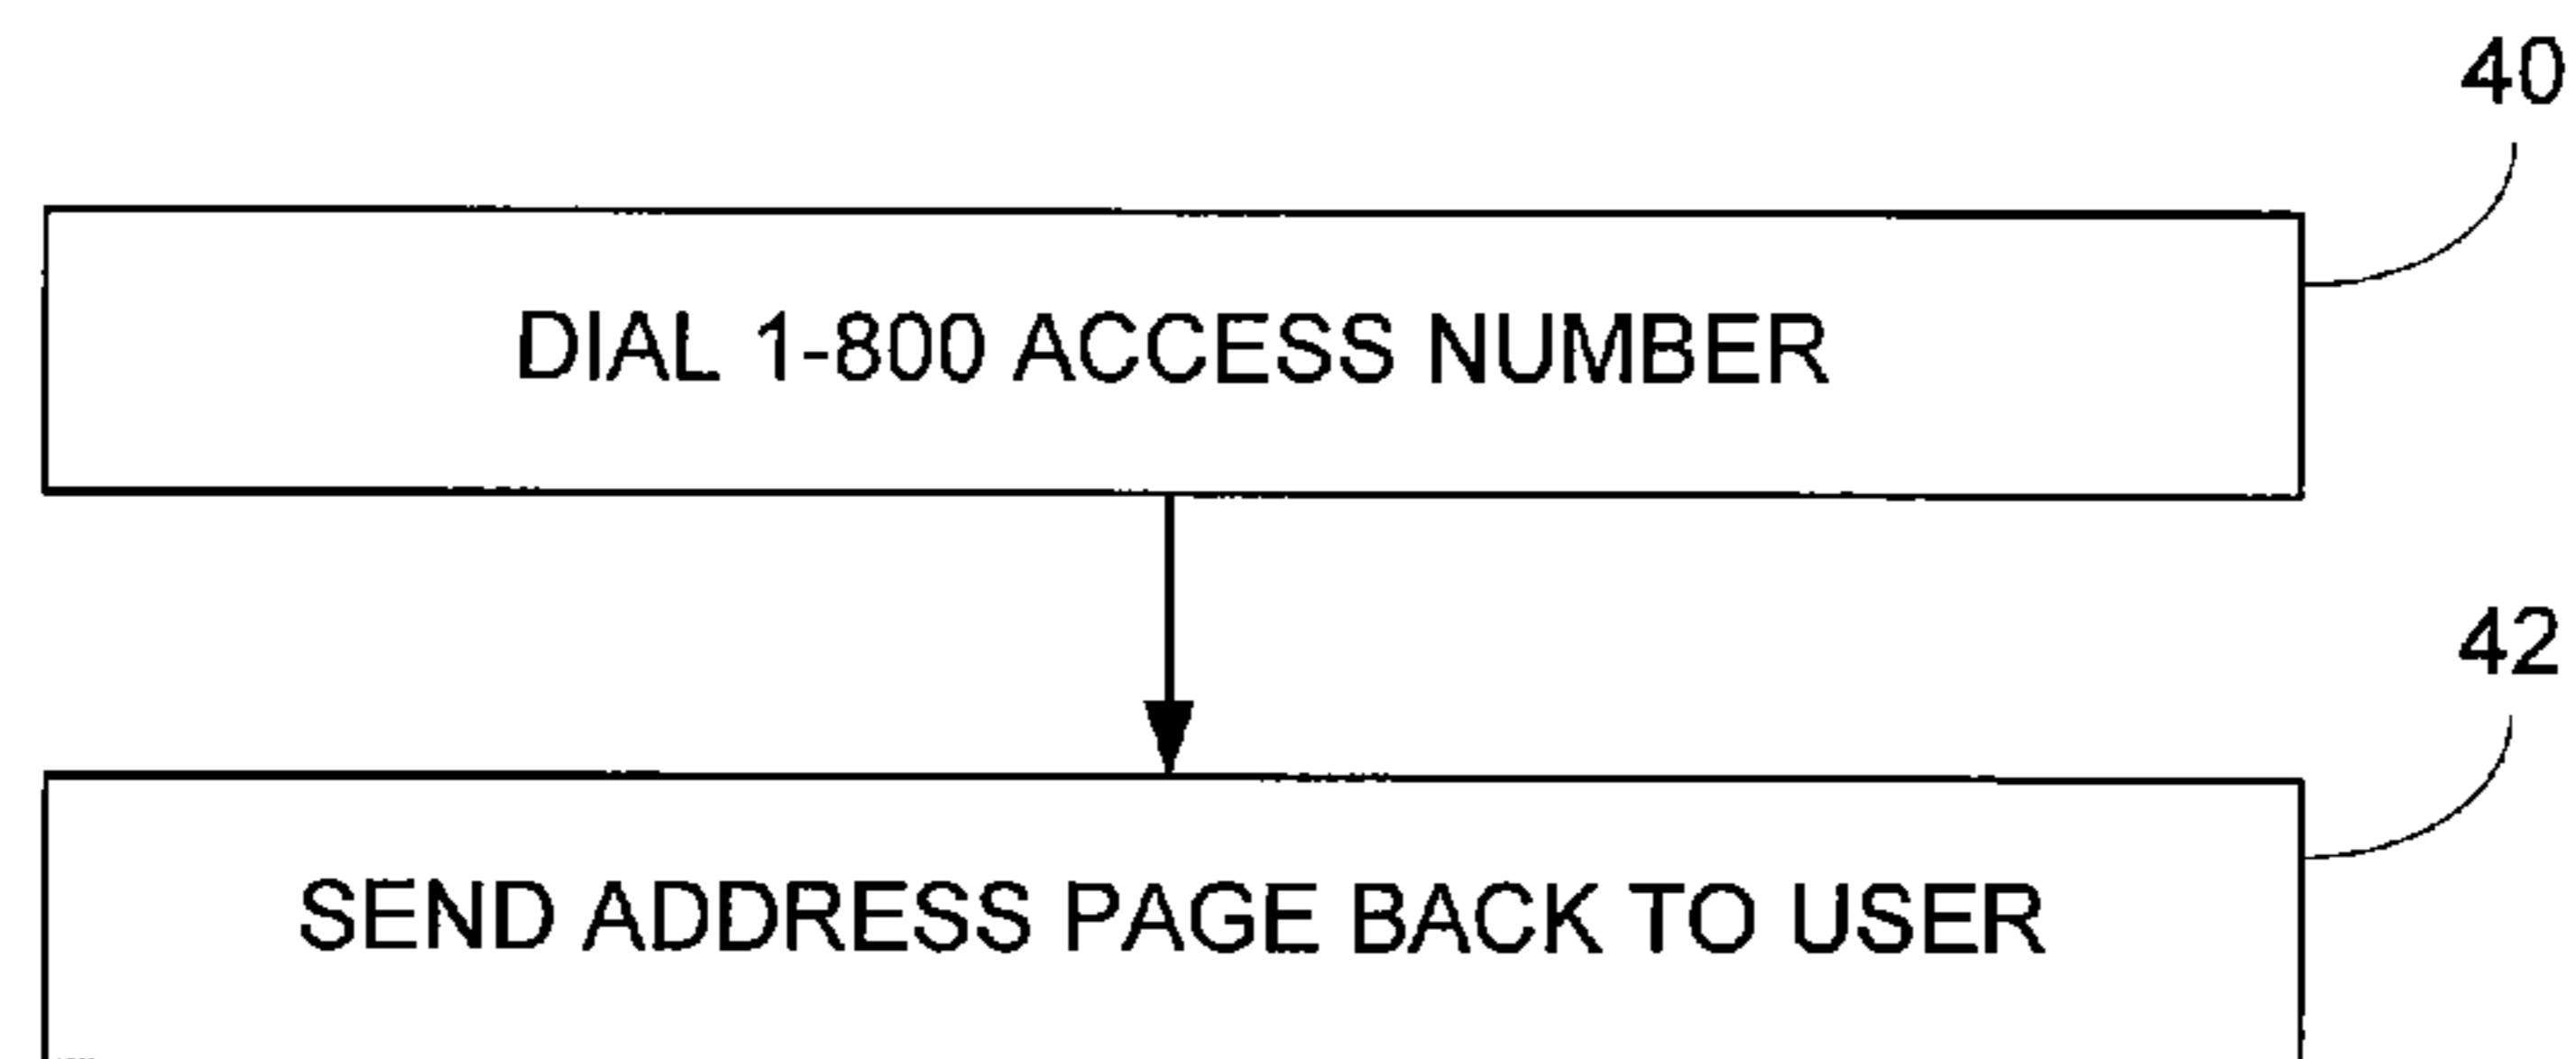 40
DIAL 1-800 ACCESS NUMBER
42
SEND ADDRESS PAGE BACK TO USER